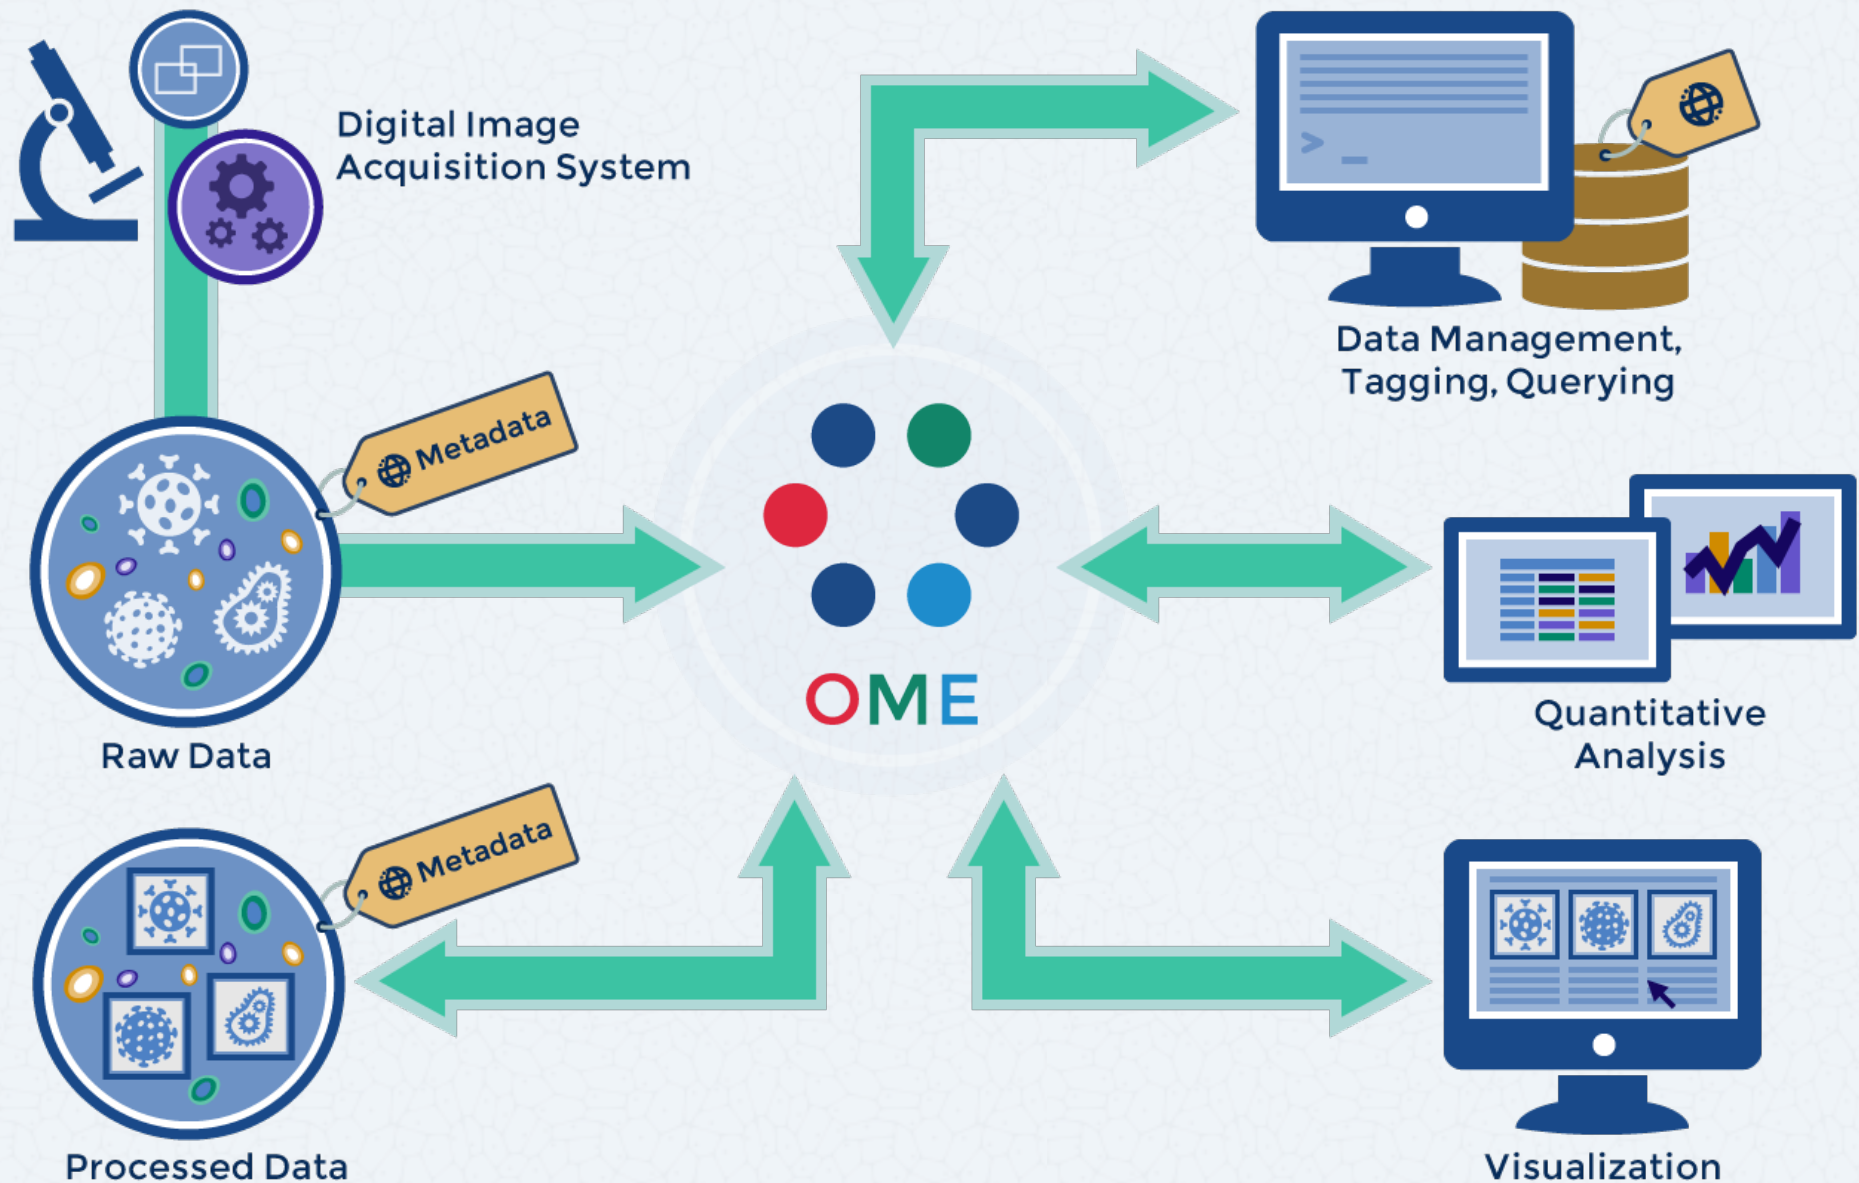 Digital Image
Acquisition System
Metadata
Raw Data
Metadata
Processed Data
OME
>_
Data Management,
Tagging, Querying
Quantitative
Analysis
Visualization